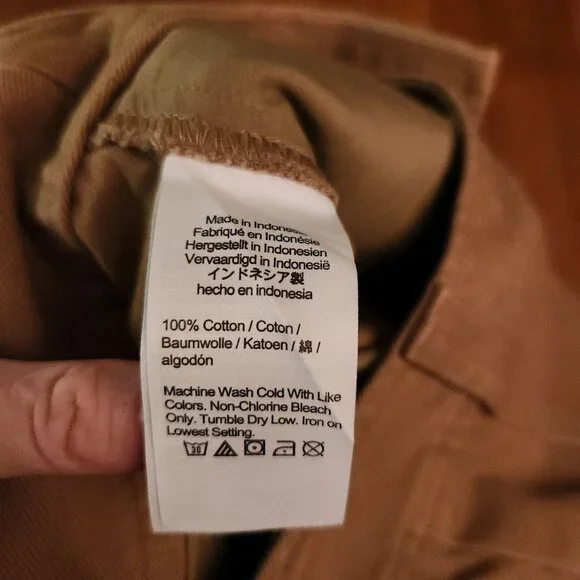 Made in Indonesia
Fabriqué en Indonésie
Hergestellt in Indonesien
Vervaardigd in Indonesië
インドネシア製
hecho en indonesia
100% Cotton / Coton /
Baumwolle / Katoen / 綿 /
algodón
Machine Wash Cold With Like
Colors. Non-Chlorine Bleach
Only. Tumble Dry Low. Iron on
Lowest Setting.
30